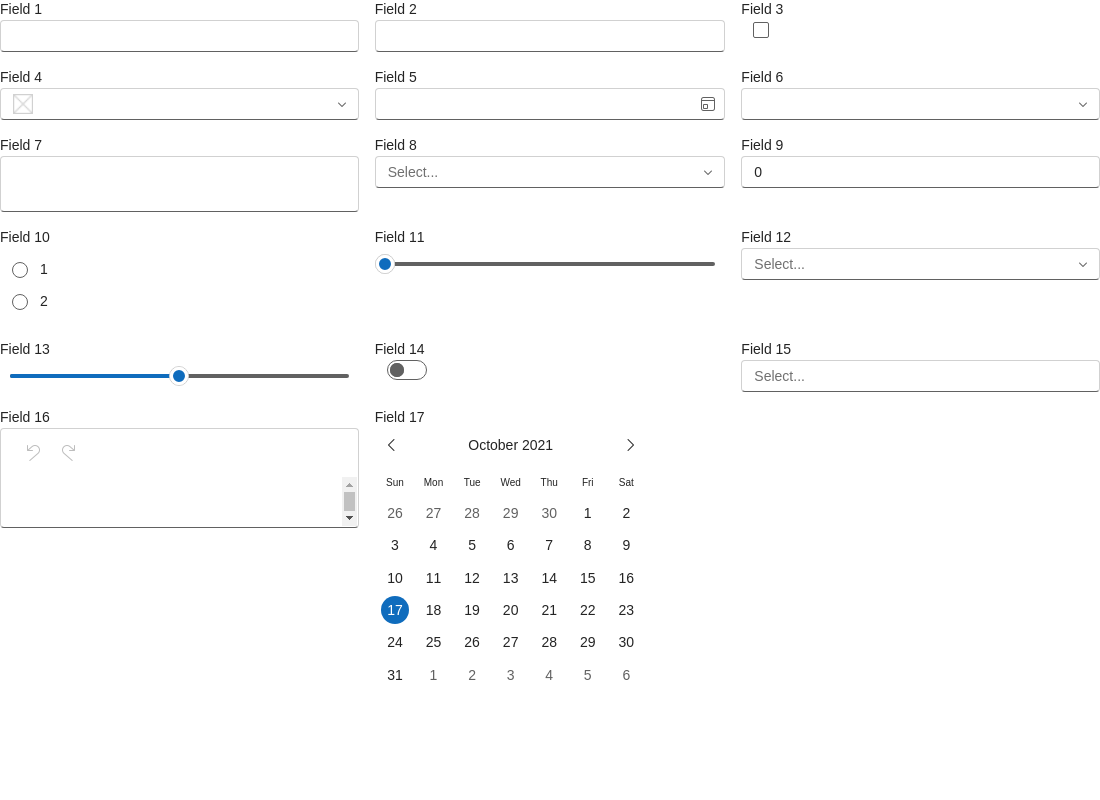 Field 1 Field 2 Field 3
Field 4 Field 5 Field 6
Field 7 Field 8 Field 9
Select... 0
Field 10 Field 11 Field 12
1 Select...
2
Field 13 Field 14 Field 15
Select...
Field 16 Field 17
October 2021
Sun Mon Tue Wed Thu Fri Sat
26 27 28 29 30 1 2
3 4 5 6 7 8 9
10 11 12 13 14 15 16
17 18 19 20 21 22 23
24 25 26 27 28 29 30
31 1 2 3 4 5 6